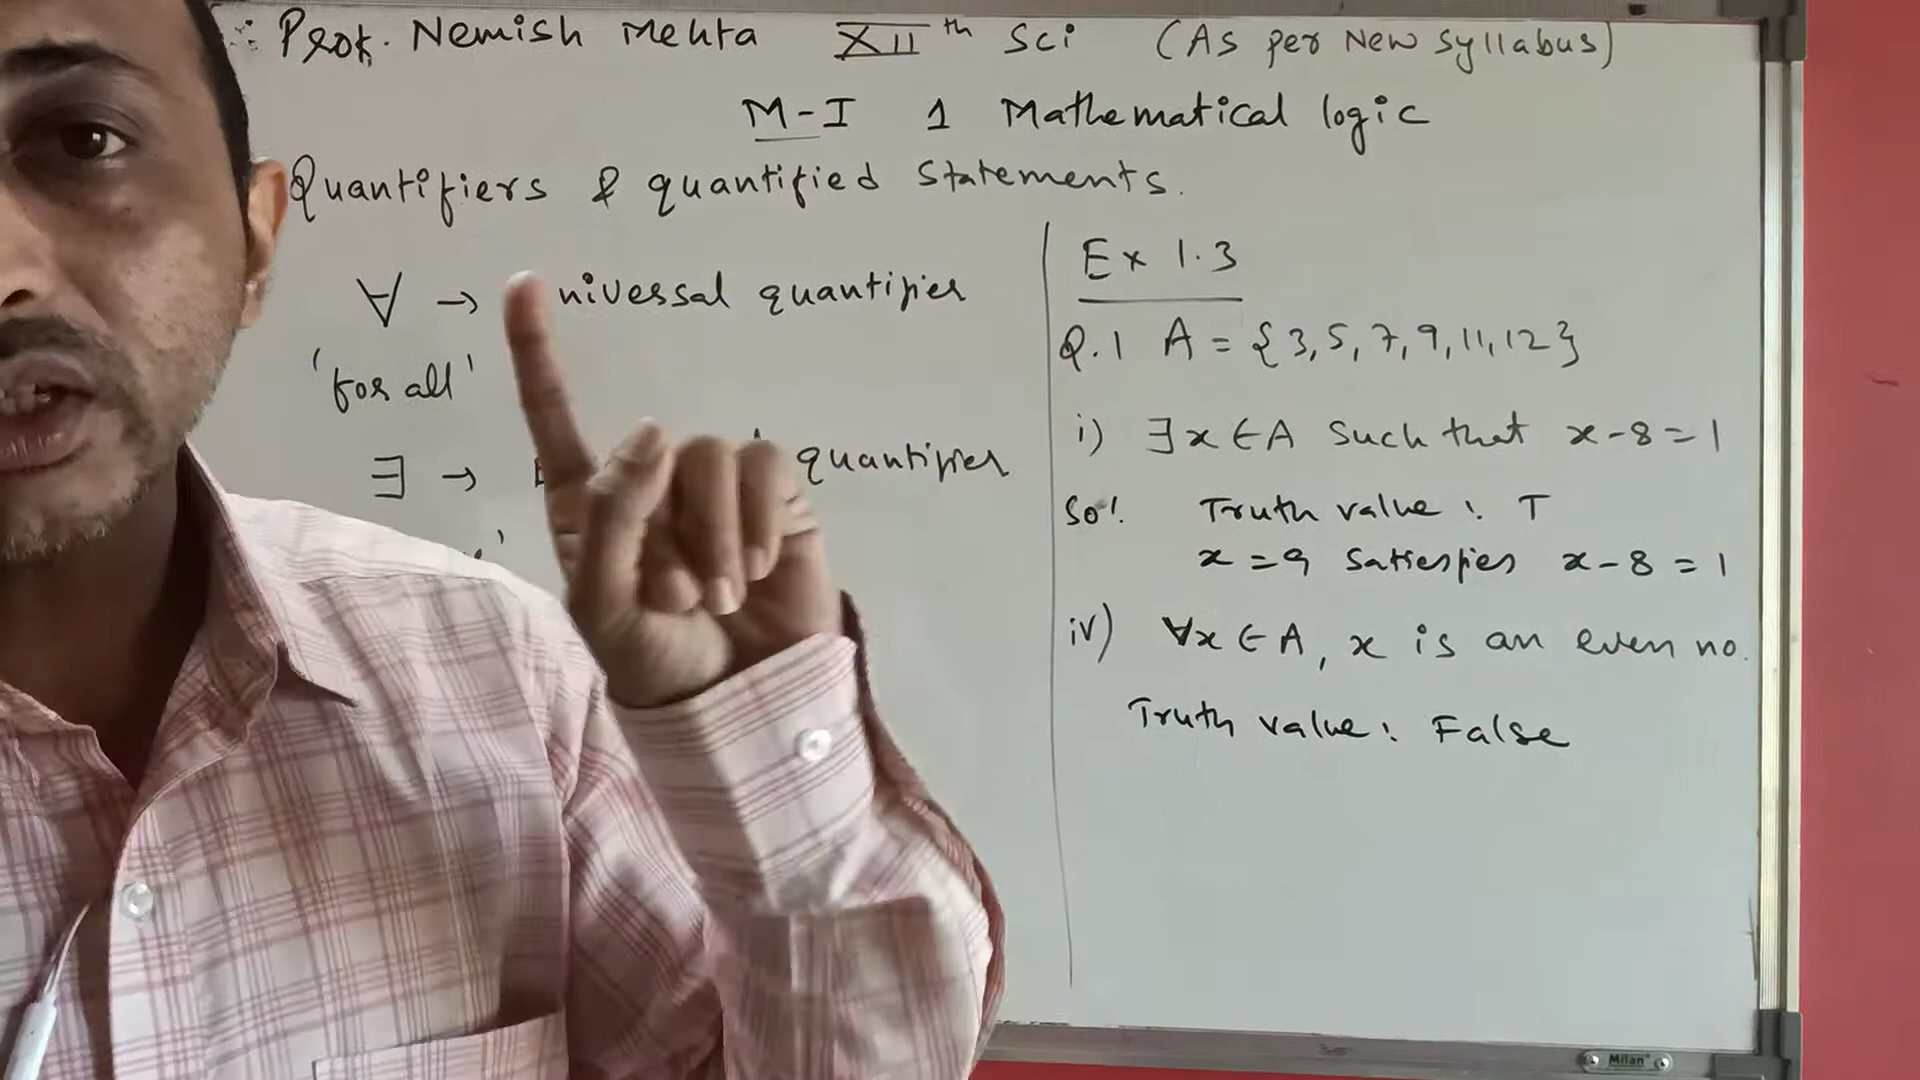 Prof. Nemish Mehta XIIth Sci (As per New syllabus)
M-I 1 Mathematical logic
Quantifiers & quantified Statements.
∀ → niversal quantifier
'for all'
∃ → quantifier
Ex 1.3
Q.1 A = {3, 5, 7, 9, 11, 12}
i) ∃x ∈ A Such that x - 8 = 1
Sol. Truth value : T
x = 9 Satisfies x - 8 = 1
iv) ∀x ∈ A, x is an even no.
Truth value : False
Milan